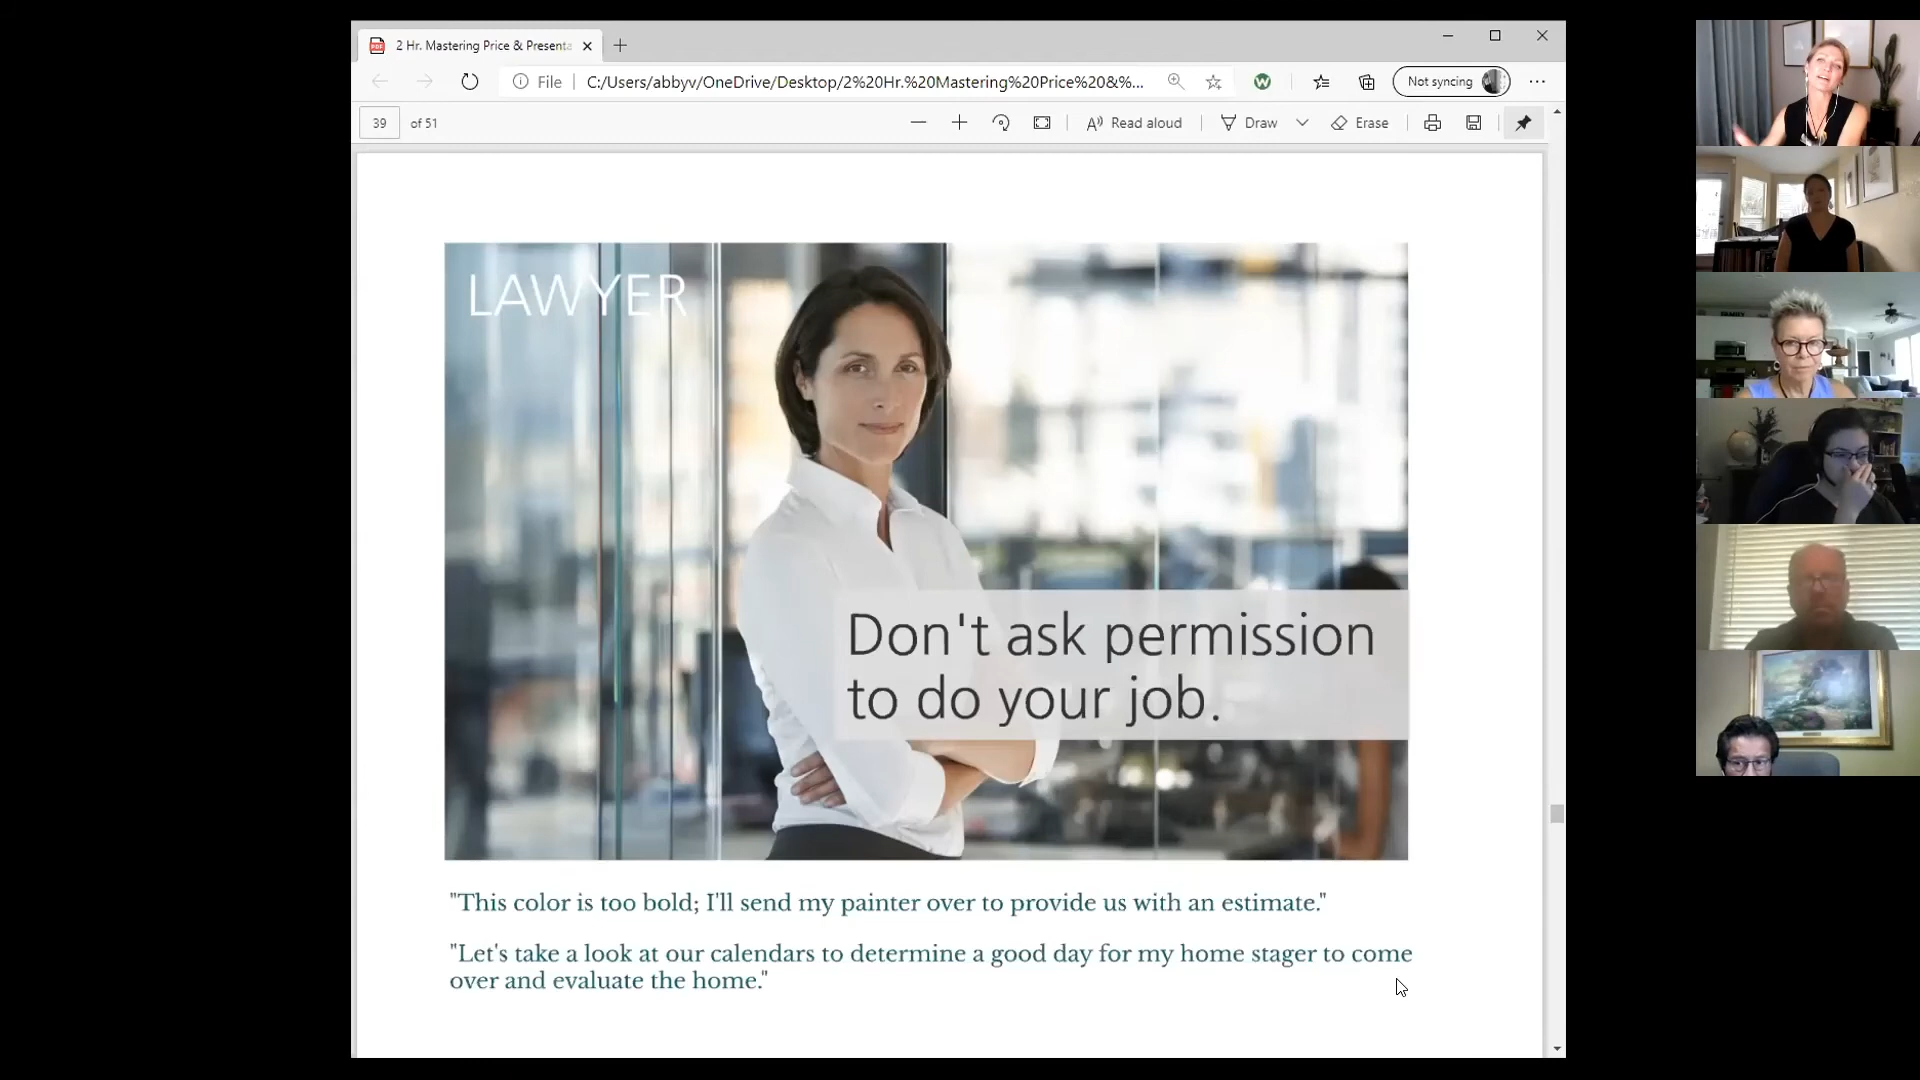 2 Hr. Mastering Price & Presenta
File
C:/Users/abbyv/OneDrive/Desktop/2%20Hr.%20Mastering%20Price%20&%...
Not syncing
39 of 51
Read aloud
Draw
Erase
LAWYER
Don't ask permission
to do your job.
"This color is too bold; I'll send my painter over to provide us with an estimate."
"Let's take a look at our calendars to determine a good day for my home stager to come
over and evaluate the home."